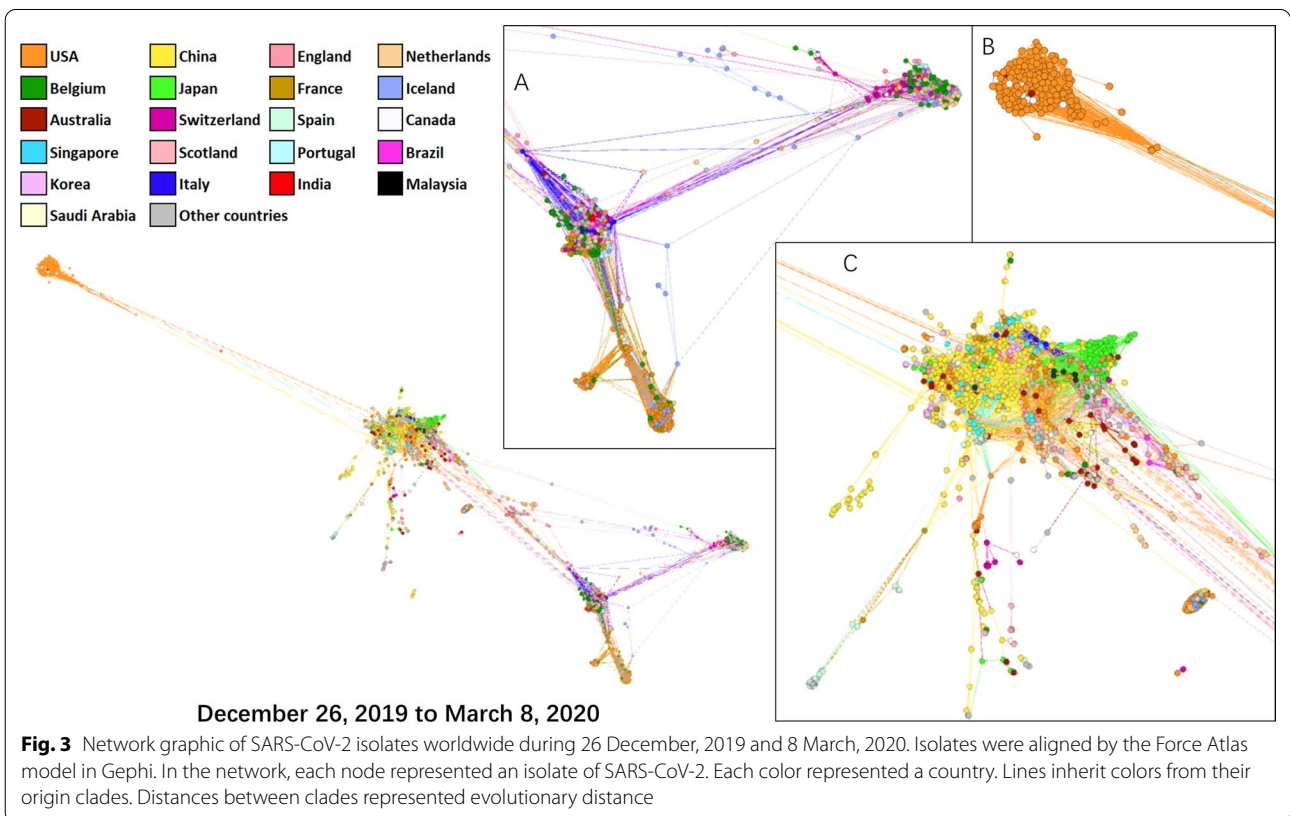 USA China England Netherlands
Belgium Japan France Iceland
Australia Switzerland Spain Canada
Singapore Scotland Portugal Brazil
Korea Italy India Malaysia
Saudi Arabia Other countries
A
B
C
December 26, 2019 to March 8, 2020
Fig. 3 Network graphic of SARS-CoV-2 isolates worldwide during 26 December, 2019 and 8 March, 2020. Isolates were aligned by the Force Atlas
model in Gephi. In the network, each node represented an isolate of SARS-CoV-2. Each color represented a country. Lines inherit colors from their
origin clades. Distances between clades represented evolutionary distance